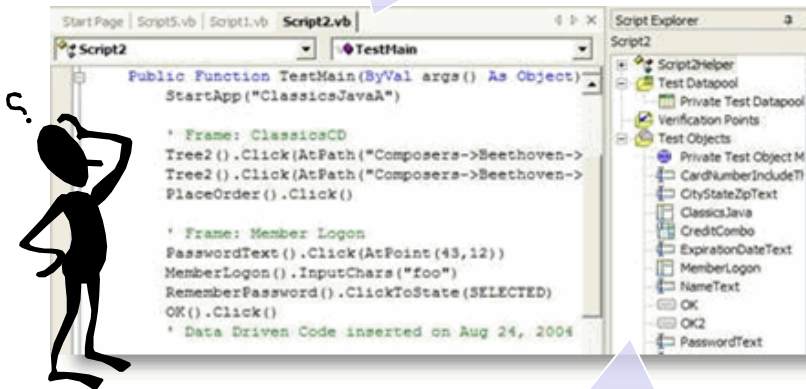 Start Page | Script5.vb | Script1.vb Script2.vb
Script2
TestMain
Public Function TestMain(ByVal args() As Object)
StartApp("ClassicsJavaA")
' Frame: ClassicsCD
Tree2().Click(AtPath("Composers->Beethoven->
Tree2().Click(AtPath("Composers->Beethoven->
PlaceOrder().Click()
' Frame: Member Logon
PasswordText().Click(AtPoint(43,12))
MemberLogon().InputChars("foo")
RememberPassword().ClickToState(SELECTED)
OK().Click()
' Data Driven Code inserted on Aug 24, 2004
?
Script Explorer
Script2
Script2Helper
Test Datapool
Private Test Datapool
Verification Points
Test Objects
Private Test Object M
CardNumberIncludeTh
CityStateZipText
ClassicsJava
CreditCombo
ExpirationDateText
MemberLogon
NameText
OK
OK2
PasswordText